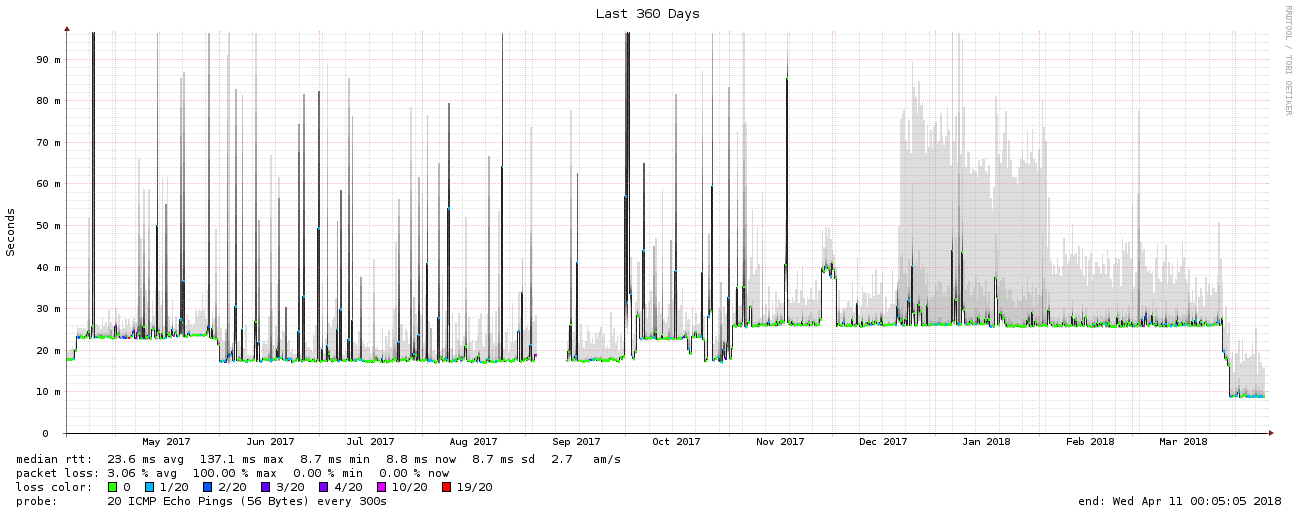 Last 360 Days
RRDTOOL / TOBI OETIKER
Seconds
90 m
80 m
70 m
60 m
50 m
40 m
30 m
20 m
10 m
0
May 2017 Jun 2017 Jul 2017 Aug 2017 Sep 2017 Oct 2017 Nov 2017 Dec 2017 Jan 2018 Feb 2018 Mar 2018
median rtt: 23.6 ms avg 137.1 ms max 8.7 ms min 8.8 ms now 8.7 ms sd 2.7 am/s
packet loss: 3.06 % avg 100.00 % max 0.00 % min 0.00 % now
loss color: 0 1/20 2/20 3/20 4/20 10/20 19/20
probe: 20 ICMP Echo Pings (56 Bytes) every 300s end: Wed Apr 11 00:05:05 2018